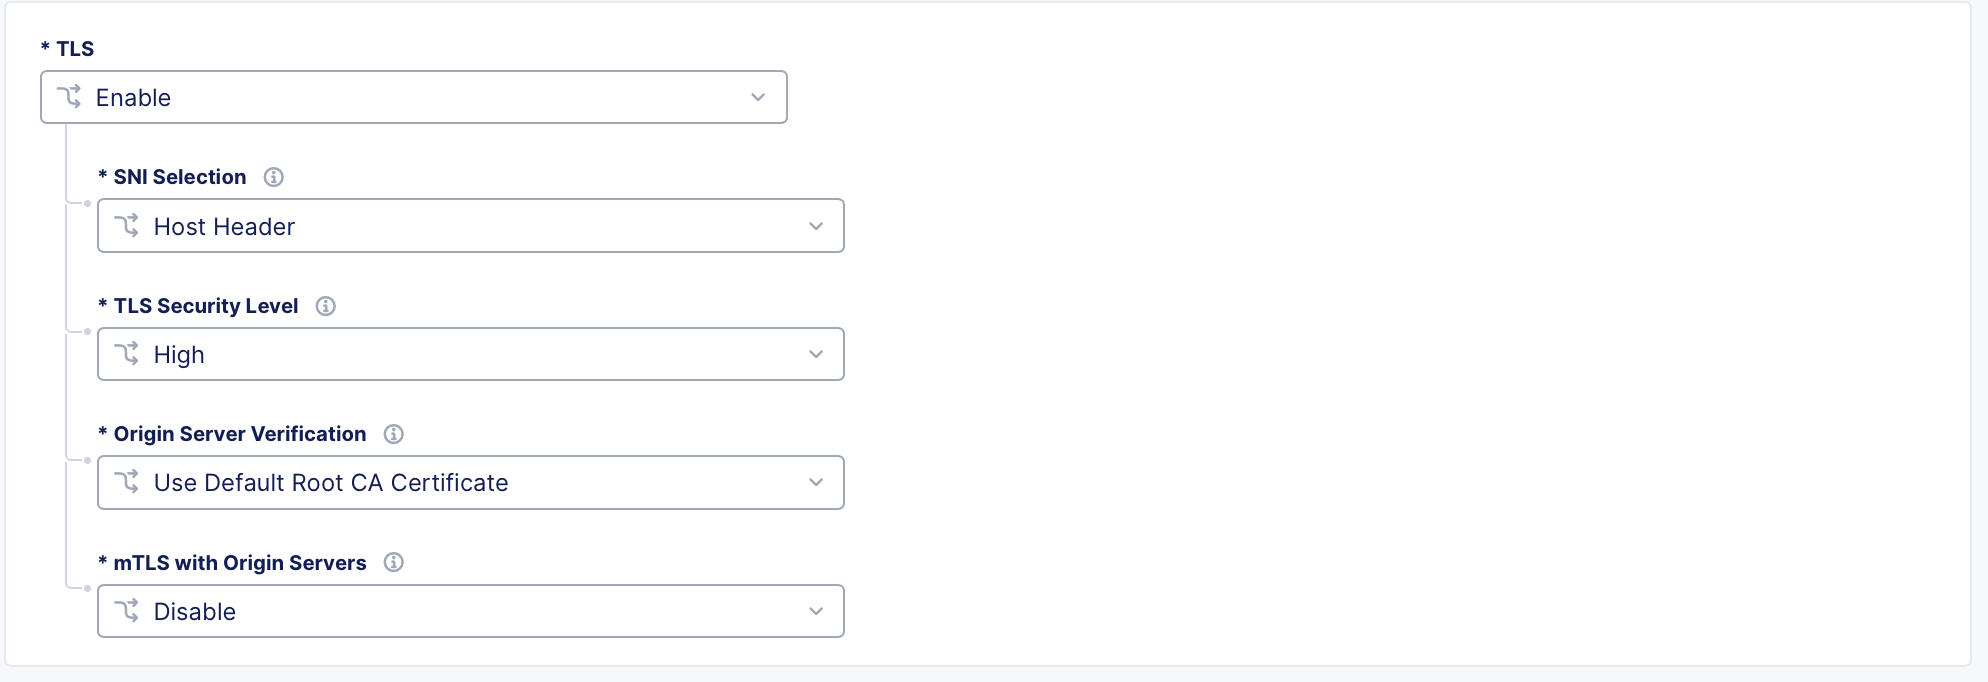 * TLS
Enable
* SNI Selection
Host Header
* TLS Security Level
High
* Origin Server Verification
Use Default Root CA Certificate
* mTLS with Origin Servers
Disable